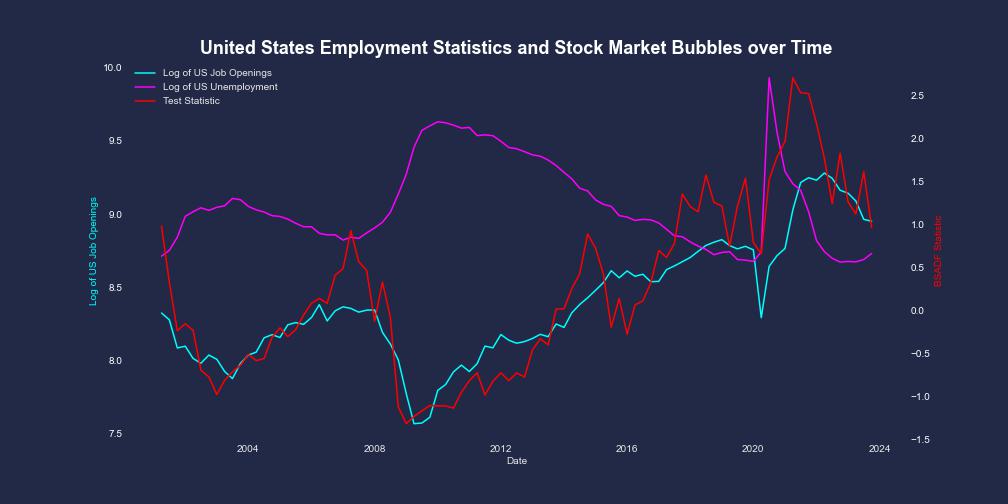 United States Employment Statistics and Stock Market Bubbles over Time
Log of US Job Openings
Log of US Unemployment
Test Statistic
Log of US Job Openings
10.0
9.5
9.0
8.5
8.0
7.5
2.5
2.0
1.5
1.0
0.5
0.0
−0.5
−1.0
−1.5
BSADF Statistic
2004 2008 2012 2016 2020 2024
Date